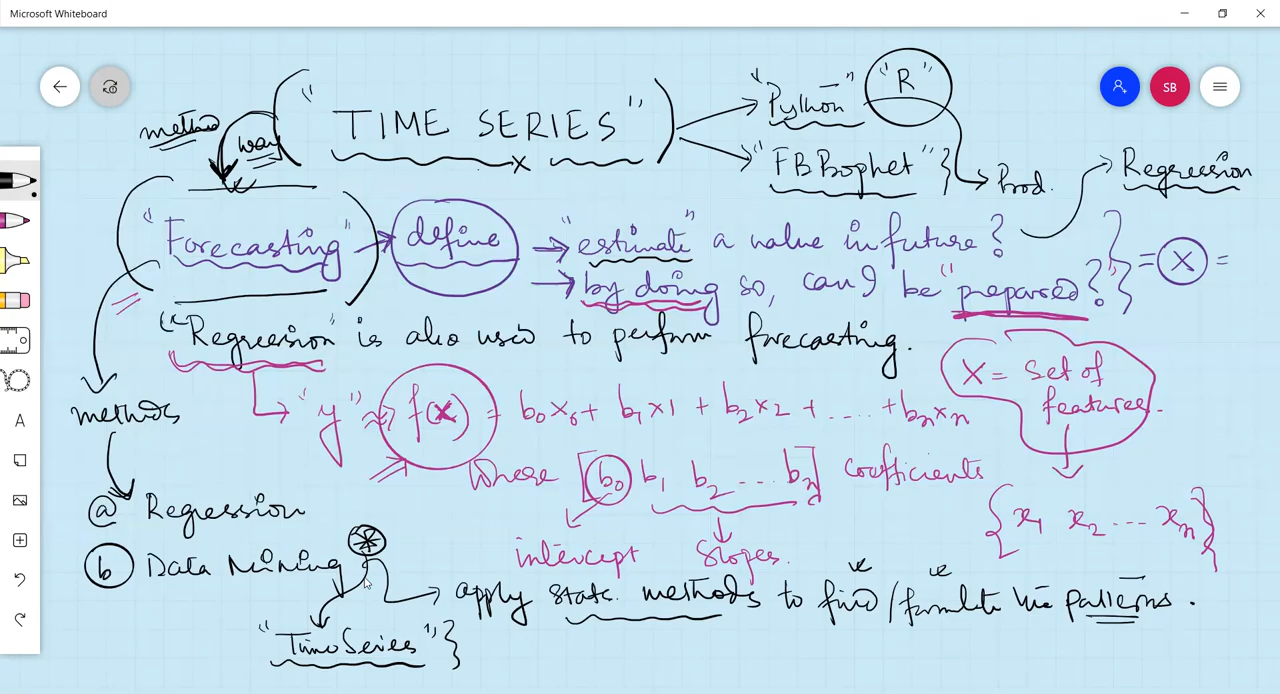 Microsoft Whiteboard
SB
A
"TIME SERIES"
"Python"
"R"
"FB Bophet" }
Prod.
Regression
method
way
"Forecasting" → define → "estimate" a value in future?
→ by doing so, can I be "prepared"? } = X =
"Regression" is also used to perform forecasting.
X = Set of
features.
{ x1 x2 ... xn }
"y" ≈ f(x) = b0x0 + b1x1 + b2x2 + ..... + bnxn
where [b0 b1 b2 ... bn] coefficients
intercept
Slopes.
methods
@ Regression
b Data Mining *
→ apply stats. methods to find / formulate the patterns.
"Time Series" }